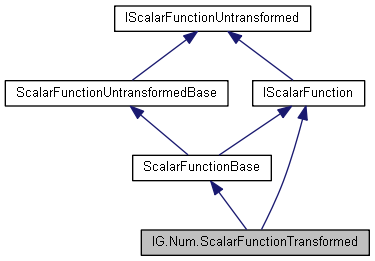 IScalarFunctionUntransformed
ScalarFunctionUntransformedBase
IScalarFunction
ScalarFunctionBase
IG.Num.ScalarFunctionTransformed